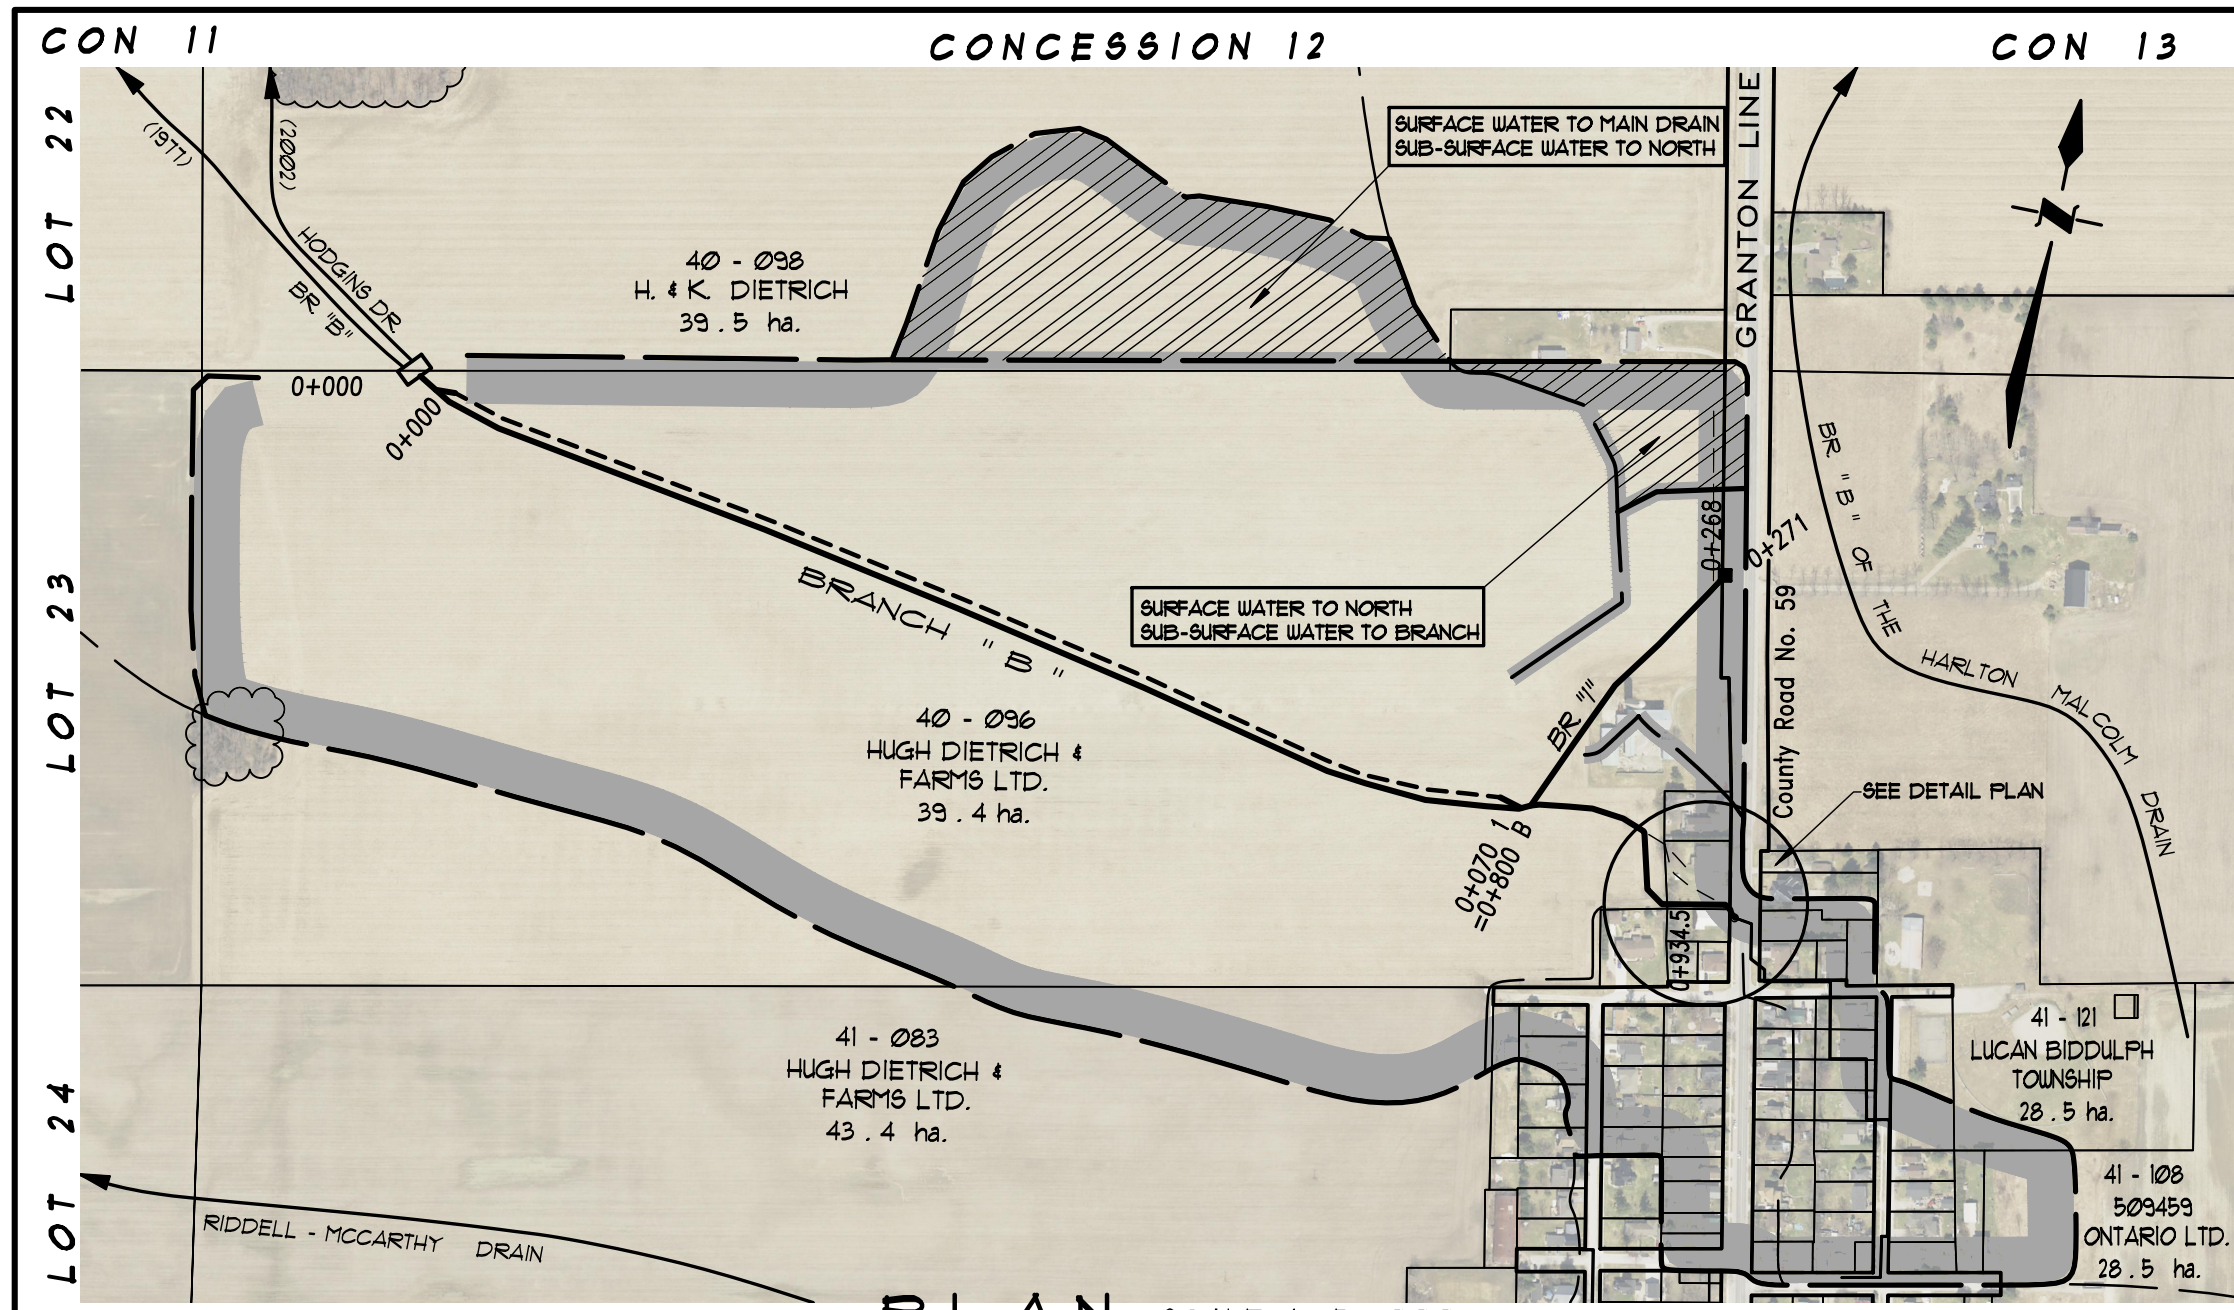 CON 11
CONCESSION 12
CON 13
LOT 22
LOT 23
LOT 24
(1977)
(2002)
HODGINS DR.
BR. "B"
SURFACE WATER TO MAIN DRAIN
SUB-SURFACE WATER TO NORTH
GRANTON LINE
40 - 098
H. & K. DIETRICH
39.5 ha.
0+000
0+000
BRANCH "B"
0+268
0+271
BR. "B" OF THE HARLTON MALCOLM DRAIN
SURFACE WATER TO NORTH
SUB-SURFACE WATER TO BRANCH
County Road No. 59
BR "1"
40 - 096
HUGH DIETRICH &
FARMS LTD.
39.4 ha.
SEE DETAIL PLAN
0+070 1
=0+800 B
0+934.5
41 - 083
HUGH DIETRICH &
FARMS LTD.
43.4 ha.
41 - 121
LUCAN BIDDULPH
TOWNSHIP
28.5 ha.
41 - 108
509459
ONTARIO LTD.
28.5 ha.
RIDDELL - MCCARTHY DRAIN
PLAN